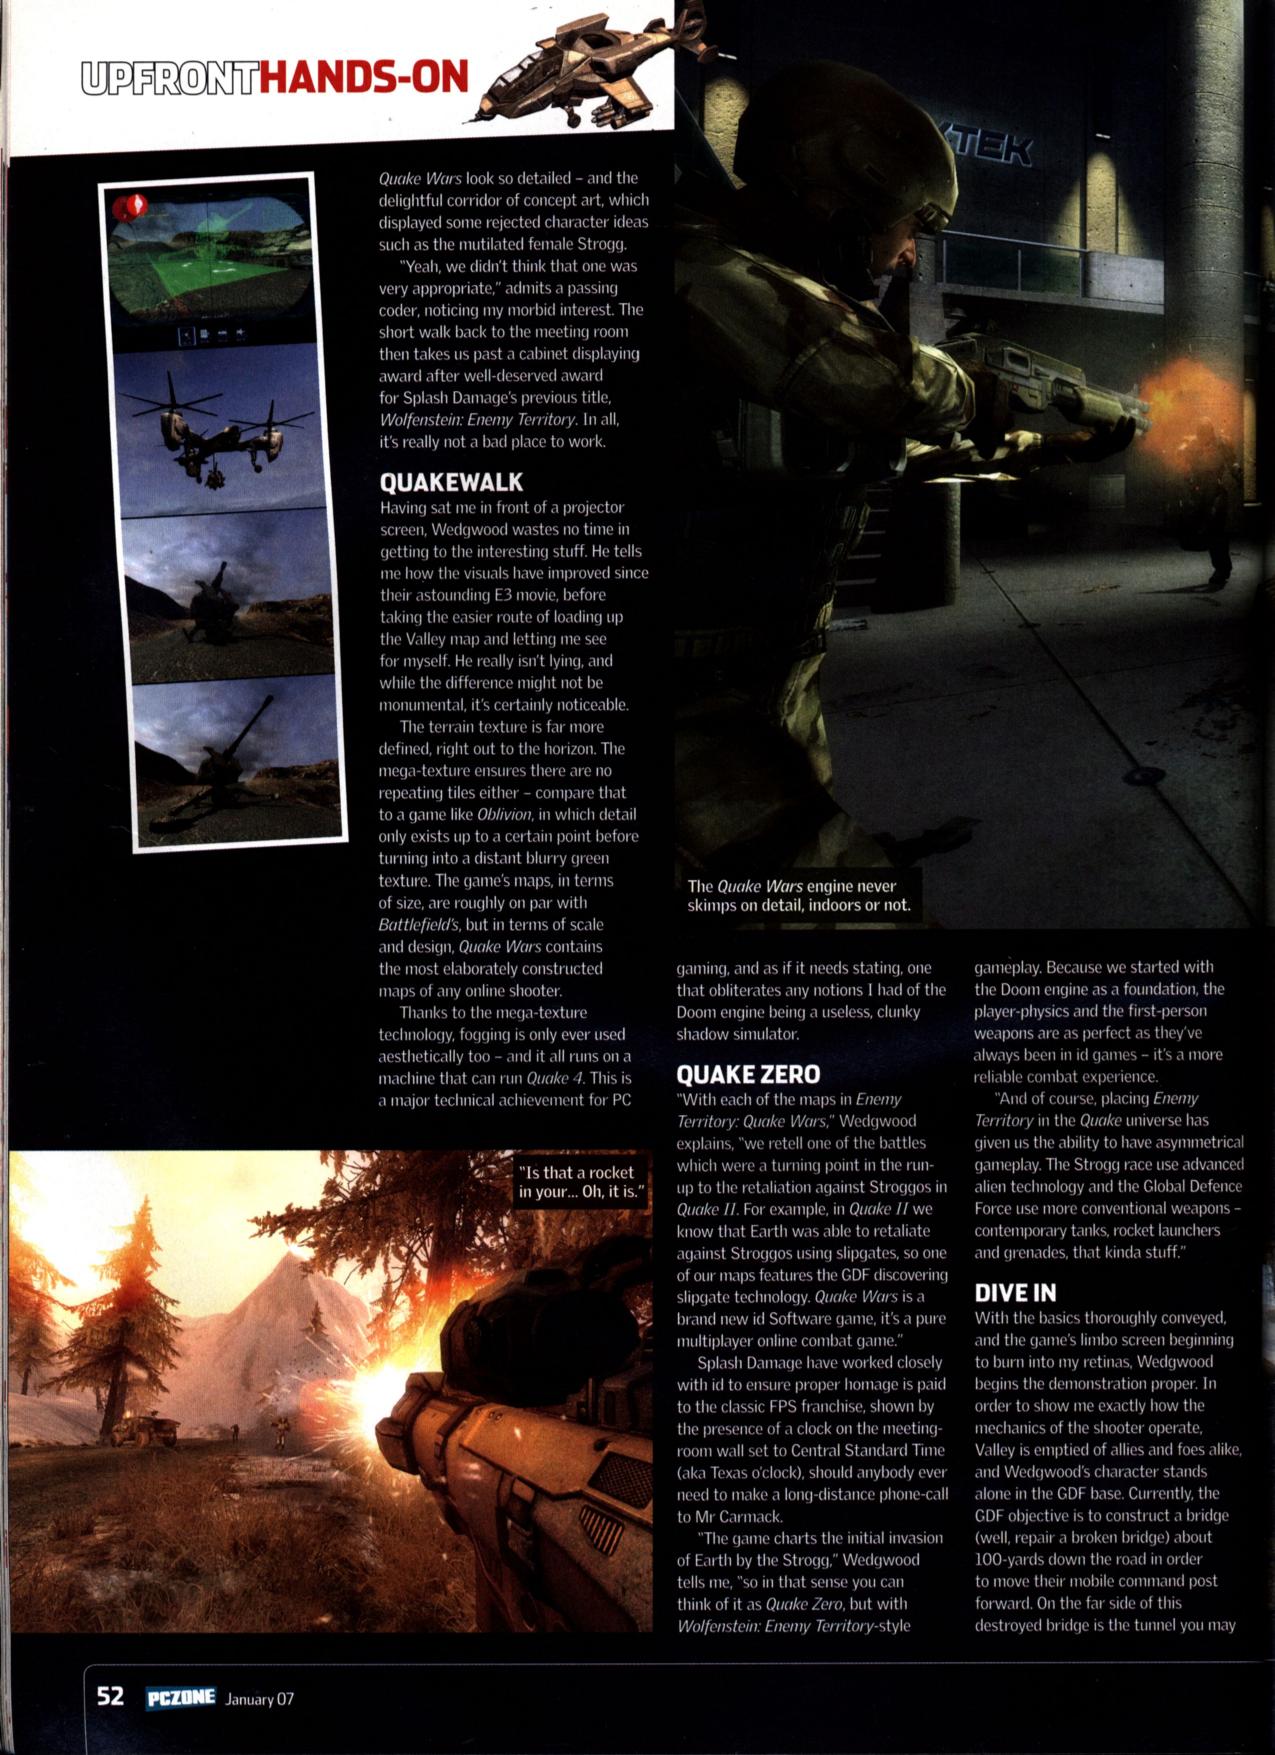 UPFRONTHANDS-ON
Quake Wars look so detailed – and the
delightful corridor of concept art, which
displayed some rejected character ideas
such as the mutilated female Strogg.
"Yeah, we didn't think that one was
very appropriate," admits a passing
coder, noticing my morbid interest. The
short walk back to the meeting room
then takes us past a cabinet displaying
award after well-deserved award
for Splash Damage's previous title,
Wolfenstein: Enemy Territory. In all,
it's really not a bad place to work.
QUAKEWALK
Having sat me in front of a projector
screen, Wedgwood wastes no time in
getting to the interesting stuff. He tells
me how the visuals have improved since
their astounding E3 movie, before
taking the easier route of loading up
the Valley map and letting me see
for myself. He really isn't lying, and
while the difference might not be
monumental, it's certainly noticeable.
The terrain texture is far more
defined, right out to the horizon. The
mega-texture ensures there are no
repeating tiles either – compare that
to a game like Oblivion, in which detail
only exists up to a certain point before
turning into a distant blurry green
texture. The game's maps, in terms
of size, are roughly on par with
Battlefield's, but in terms of scale
and design, Quake Wars contains
the most elaborately constructed
maps of any online shooter.
Thanks to the mega-texture
technology, fogging is only ever used
aesthetically too – and it all runs on a
machine that can run Quake 4. This is
a major technical achievement for PC
TEK
The Quake Wars engine never
skimps on detail, indoors or not.
"Is that a rocket
in your... Oh, it is."
gaming, and as if it needs stating, one
that obliterates any notions I had of the
Doom engine being a useless, clunky
shadow simulator.
QUAKE ZERO
"With each of the maps in Enemy
Territory: Quake Wars," Wedgwood
explains, "we retell one of the battles
which were a turning point in the run-
up to the retaliation against Stroggos in
Quake II. For example, in Quake II we
know that Earth was able to retaliate
against Stroggos using slipgates, so one
of our maps features the GDF discovering
slipgate technology. Quake Wars is a
brand new id Software game, it's a pure
multiplayer online combat game."
Splash Damage have worked closely
with id to ensure proper homage is paid
to the classic FPS franchise, shown by
the presence of a clock on the meeting-
room wall set to Central Standard Time
(aka Texas o'clock), should anybody ever
need to make a long-distance phone-call
to Mr Carmack.
"The game charts the initial invasion
of Earth by the Strogg," Wedgwood
tells me, "so in that sense you can
think of it as Quake Zero, but with
Wolfenstein: Enemy Territory-style
gameplay. Because we started with
the Doom engine as a foundation, the
player-physics and the first-person
weapons are as perfect as they've
always been in id games – it's a more
reliable combat experience.
"And of course, placing Enemy
Territory in the Quake universe has
given us the ability to have asymmetrical
gameplay. The Strogg race use advanced
alien technology and the Global Defence
Force use more conventional weapons –
contemporary tanks, rocket launchers
and grenades, that kinda stuff."
DIVE IN
With the basics thoroughly conveyed,
and the game's limbo screen beginning
to burn into my retinas, Wedgwood
begins the demonstration proper. In
order to show me exactly how the
mechanics of the shooter operate,
Valley is emptied of allies and foes alike,
and Wedgwood's character stands
alone in the GDF base. Currently, the
GDF objective is to construct a bridge
(well, repair a broken bridge) about
100-yards down the road in order
to move their mobile command post
forward. On the far side of this
destroyed bridge is the tunnel you may
52 PCZONE January 07